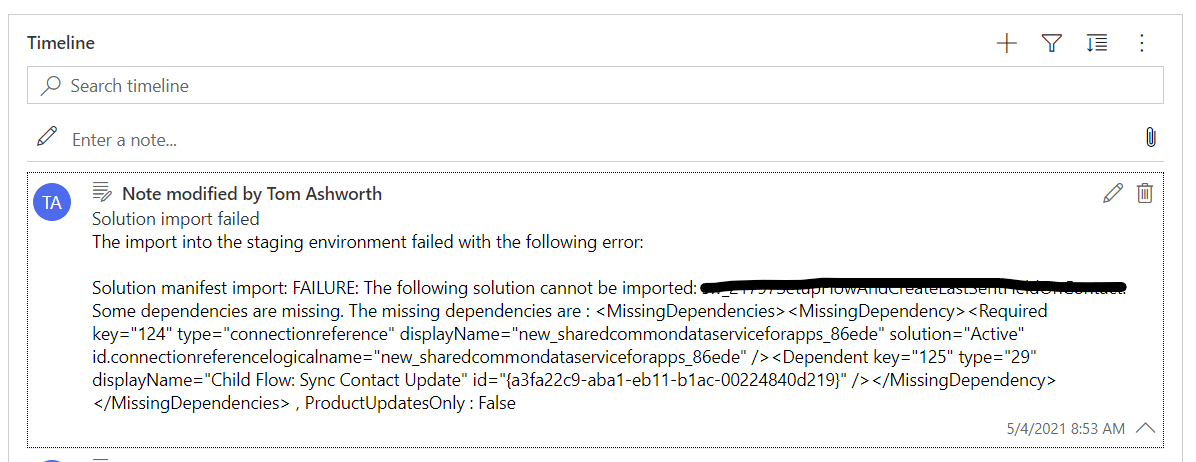 Timeline
Search timeline
Enter a note...
TA
Note modified by Tom Ashworth
Solution import failed
The import into the staging environment failed with the following error:
Solution manifest import: FAILURE: The following solution cannot be imported:
Some dependencies are missing. The missing dependencies are : <MissingDependencies><MissingDependency><Required
key="124" type="connectionreference" displayName="new_sharedcommondataserviceforapps_86ede" solution="Active"
id.connectionreferencelogicalname="new_sharedcommondataserviceforapps_86ede" /><Dependent key="125" type="29"
displayName="Child Flow: Sync Contact Update" id="{a3fa22c9-aba1-eb11-b1ac-00224840d219}" /></MissingDependency>
</MissingDependencies> , ProductUpdatesOnly : False
5/4/2021 8:53 AM